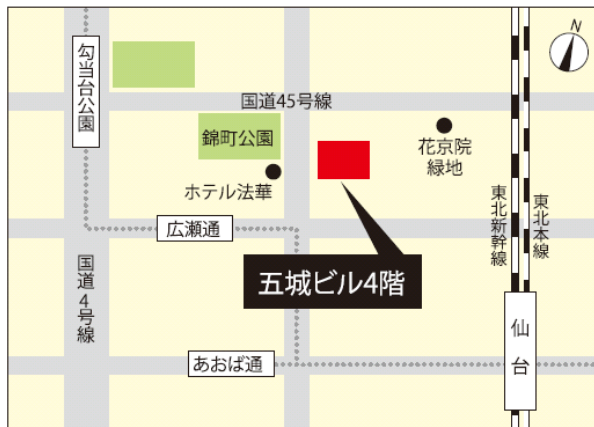 N
勾当台公園
国道45号線
錦町公園
花京院
緑地
ホテル法華
広瀬通
東北新幹線
東北本線
国道4号線
五城ビル4階
仙台
あおば通